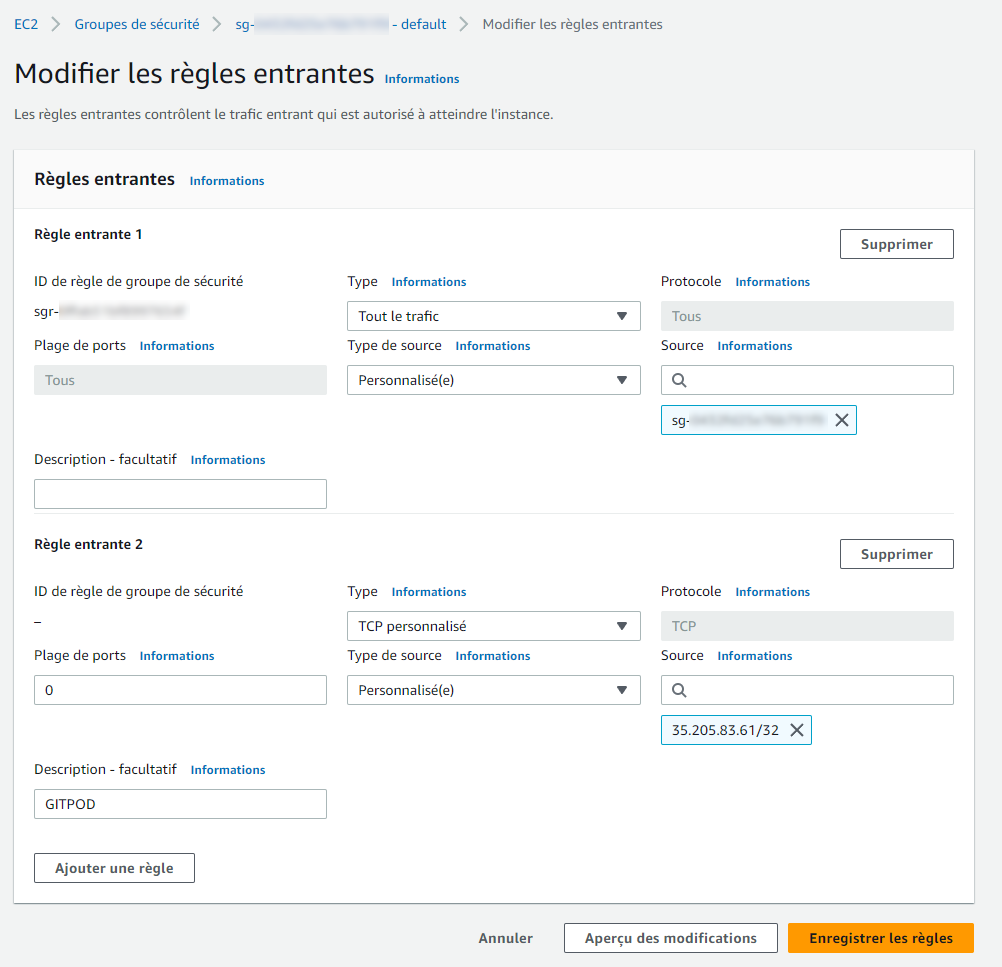 EC2 > Groupes de sécurité > sg- - default > Modifier les règles entrantes
Modifier les règles entrantes Informations
Les règles entrantes contrôlent le trafic entrant qui est autorisé à atteindre l'instance.
Règles entrantes Informations
Règle entrante 1
Supprimer
ID de règle de groupe de sécurité
Type Informations
Protocole Informations
sgr-
Tout le trafic
Tous
Plage de ports Informations
Type de source Informations
Source Informations
Tous
Personnalisé(e)
sg-
Description - facultatif Informations
Règle entrante 2
Supprimer
ID de règle de groupe de sécurité
Type Informations
Protocole Informations
–
TCP personnalisé
TCP
Plage de ports Informations
Type de source Informations
Source Informations
0
Personnalisé(e)
35.205.83.61/32
Description - facultatif Informations
GITPOD
Ajouter une règle
Annuler
Aperçu des modifications
Enregistrer les règles